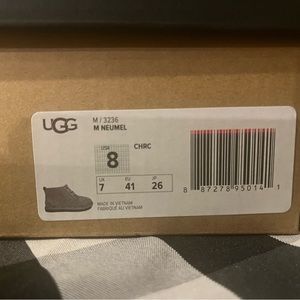 UGG
M / 3236
M NEUMEL
USA
8
CHRC
UK
7
EU
41
JP
26
MADE IN VIETNAM
FABRIQUÉ AU VIETNAM
8 87278 95014 1